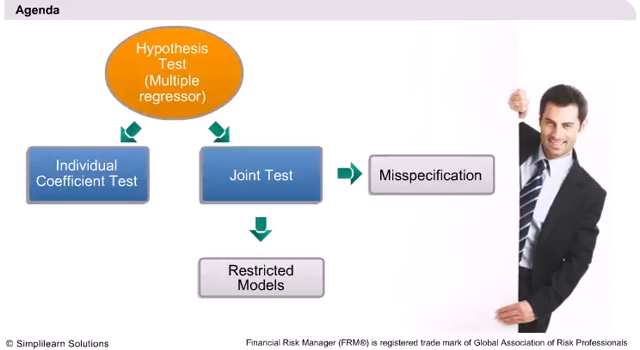 Agenda
Hypothesis
Test
(Multiple
regressor)
Individual
Coefficient Test
Joint Test
Misspecification
Restricted
Models
© Simplilearn Solutions
Financial Risk Manager (FRM®) is registered trade mark of Global Association of Risk Professionals